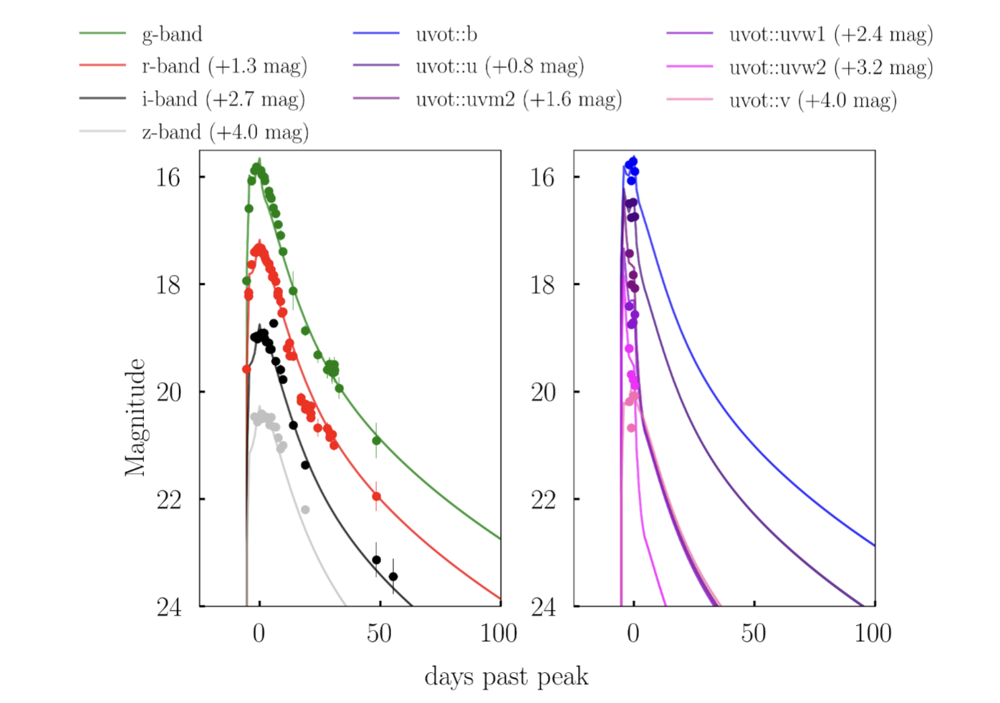 g-band
r-band (+1.3 mag)
i-band (+2.7 mag)
z-band (+4.0 mag)
uvot::b
uvot::u (+0.8 mag)
uvot::uvm2 (+1.6 mag)
uvot::uvw1 (+2.4 mag)
uvot::uvw2 (+3.2 mag)
uvot::v (+4.0 mag)
Magnitude
16
18
20
22
24
0
50
100
16
18
20
22
24
0
50
100
days past peak